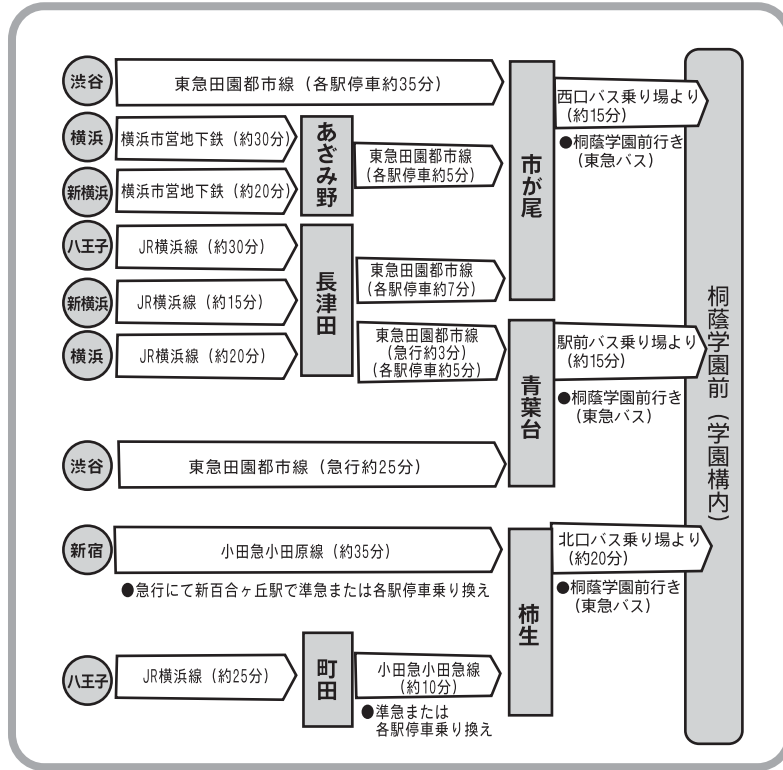 渋谷
東急田園都市線（各駅停車約35分）
横浜
横浜市営地下鉄（約30分）
新横浜
横浜市営地下鉄（約20分）
あざみ野
東急田園都市線
（各駅停車約5分）
八王子
JR横浜線（約30分）
新横浜
JR横浜線（約15分）
横浜
JR横浜線（約20分）
長津田
東急田園都市線
（各駅停車約7分）
東急田園都市線
（急行約3分）
（各駅停車約5分）
市が尾
西口バス乗り場より
（約15分）
●桐蔭学園前行き
（東急バス）
渋谷
東急田園都市線（急行約25分）
青葉台
駅前バス乗り場より
（約15分）
●桐蔭学園前行き
（東急バス）
新宿
小田急小田原線（約35分）
●急行にて新百合ヶ丘駅で準急または各駅停車乗り換え
八王子
JR横浜線（約25分）
町田
小田急小田急線
（約10分）
●準急または
各駅停車乗り換え
柿生
北口バス乗り場より
（約20分）
●桐蔭学園前行き
（東急バス）
桐蔭学園前（学園構内）